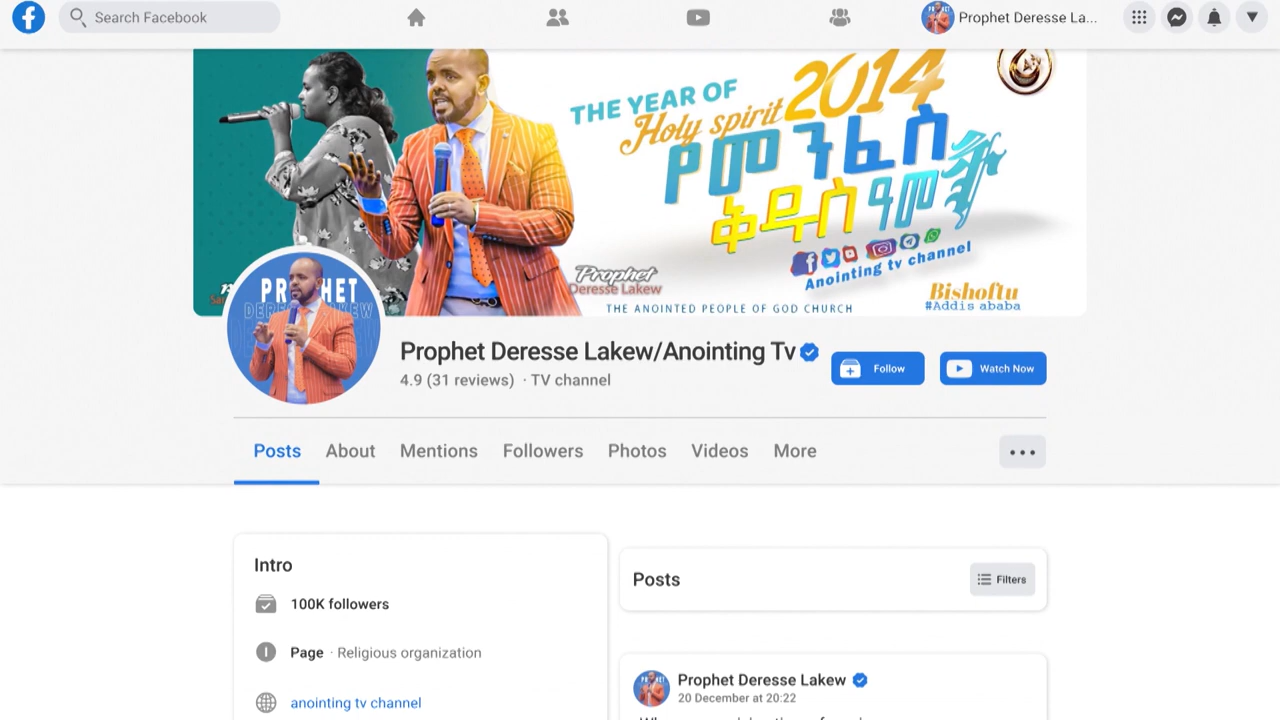 Search Facebook
Prophet Deresse La...
THE YEAR OF
Holy spirit 2014
የመንፈስ
ቅዱስ ዓመት
Anointing tv channel
Prophet
Deresse Lakew
Bishoftu
#Addis ababa
THE ANOINTED PEOPLE OF GOD CHURCH
PROPHET
DERESSE LAKEW
Prophet Deresse Lakew/Anointing Tv
4.9 (31 reviews) · TV channel
Follow
Watch Now
Posts About Mentions Followers Photos Videos More
Intro
100K followers
Page · Religious organization
anointing tv channel
Posts
Filters
Prophet Deresse Lakew
20 December at 20:22